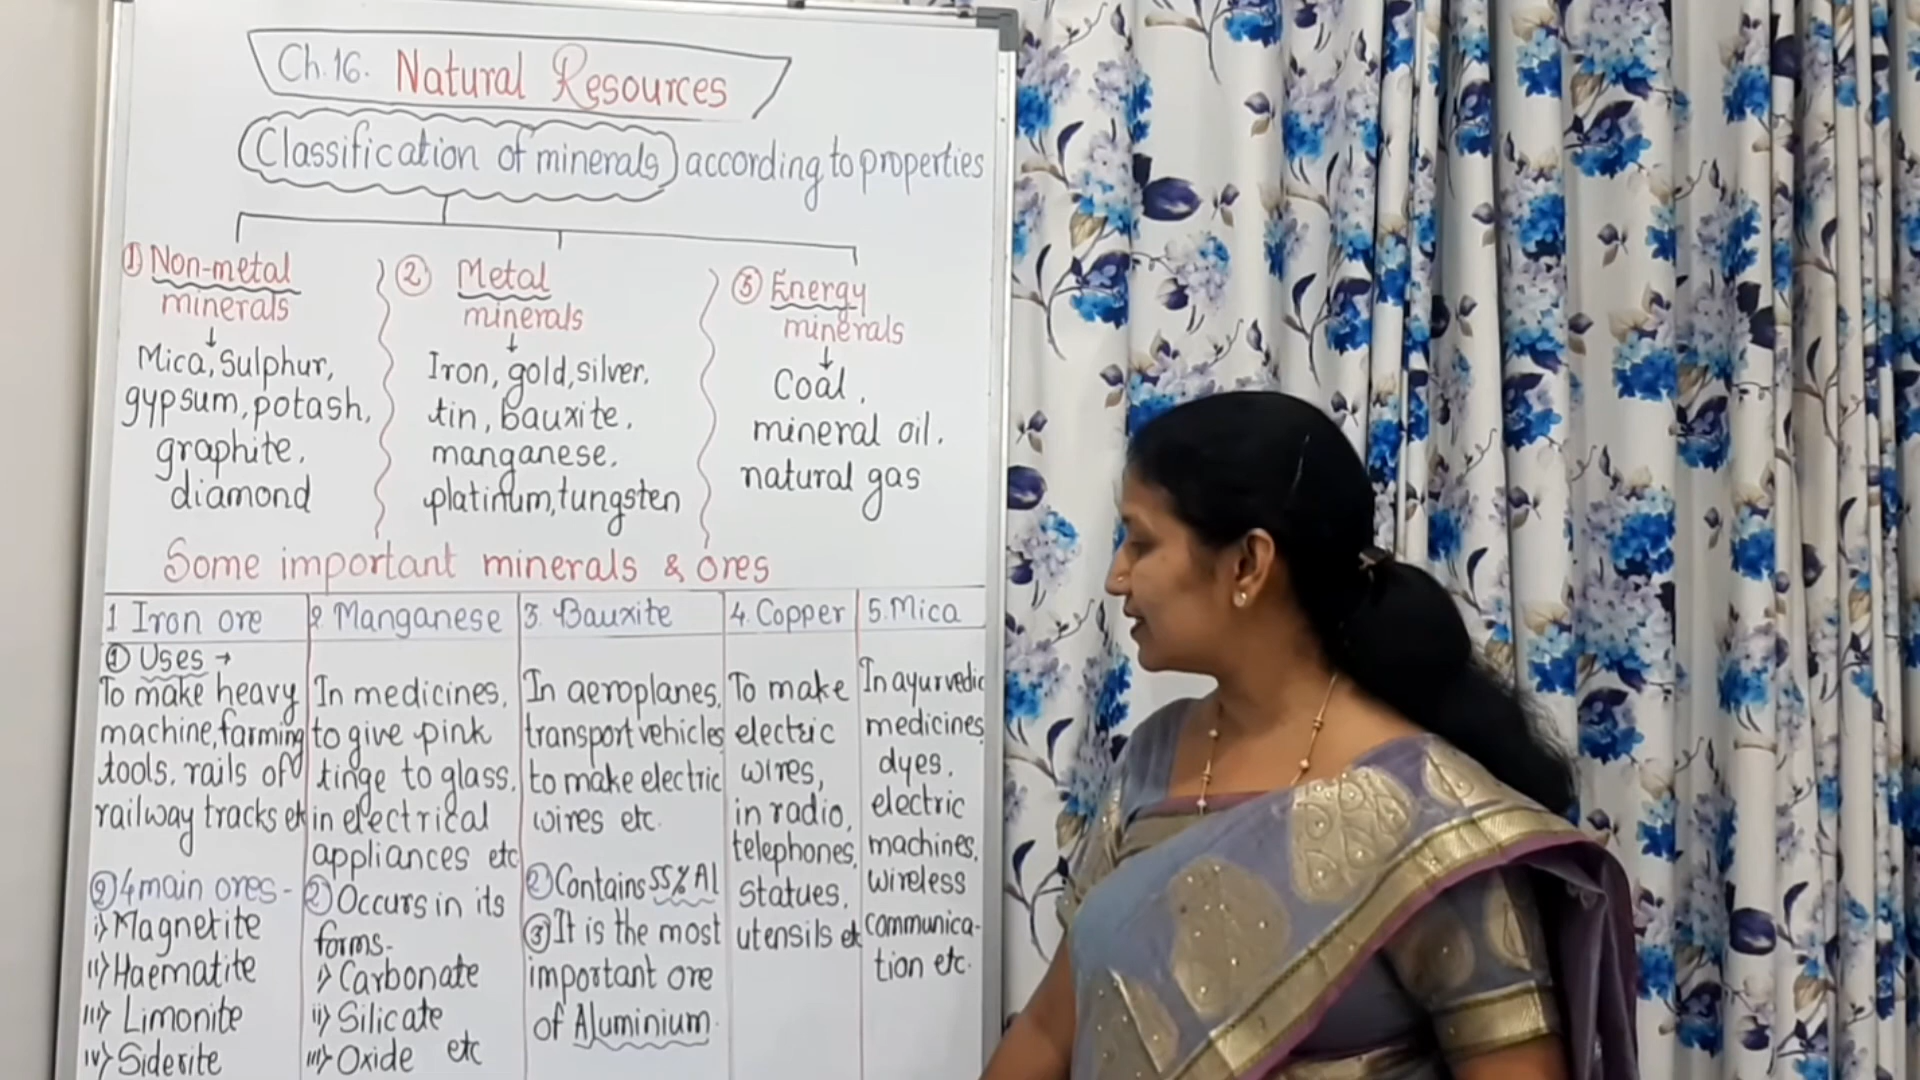 Ch.16. Natural Resources
Classification of minerals according to properties
① Non-metal
minerals
↓
Mica, Sulphur,
gypsum, potash,
graphite,
diamond
② Metal
minerals
↓
Iron, gold, silver,
tin, bauxite,
manganese,
platinum, tungsten
③ Energy
minerals
↓
Coal,
mineral oil,
natural gas
Some important minerals & ores
1 Iron ore
① Uses →
To make heavy
machine, farming
tools, rails of
railway tracks etc
② 4 main ores-
i) Magnetite
ii) Haematite
iii) Limonite
iv) Siderite
2. Manganese
In medicines,
to give pink
tinge to glass,
in electrical
appliances etc
② Occurs in its
forms-
i) Carbonate
ii) Silicate
iii) Oxide etc
3. Bauxite
In aeroplanes,
transport vehicles
to make electric
wires etc.
② Contains 55% Al
③ It is the most
important ore
of Aluminium.
4. Copper
To make
electric
wires,
in radio,
telephones,
statues,
utensils etc
5. Mica
In ayurvedic
medicines,
dyes,
electric
machines,
wireless
communica-
tion etc.